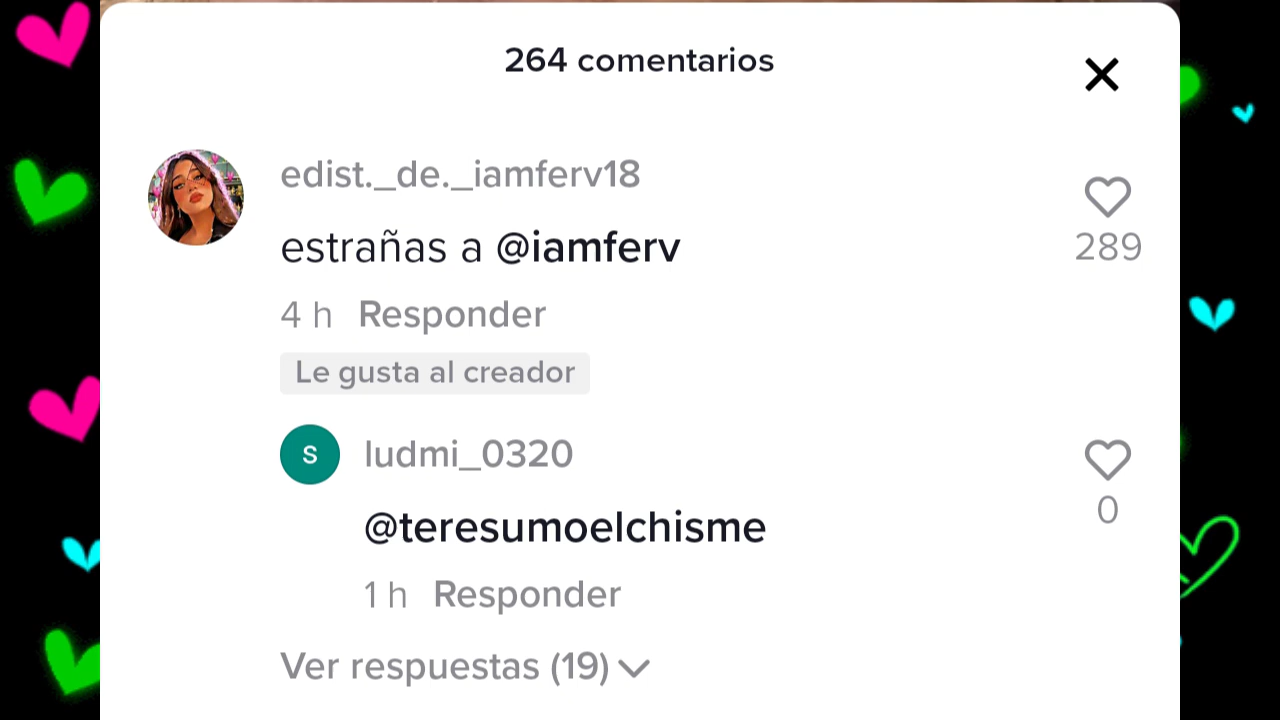 264 comentarios
edist._de._iamferv18
estrañas a @iamferv
289
4 h Responder
Le gusta al creador
S
ludmi_0320
@teresumoelchisme
0
1 h Responder
Ver respuestas (19)